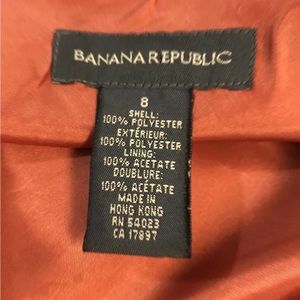 BANANA REPUBLIC
8
SHELL:
100% POLYESTER
EXTÉRIEUR:
100% POLYESTER
LINING:
100% ACETATE
DOUBLURE:
100% ACÉTATE
MADE IN
HONG KONG
RN 54023
CA 17897